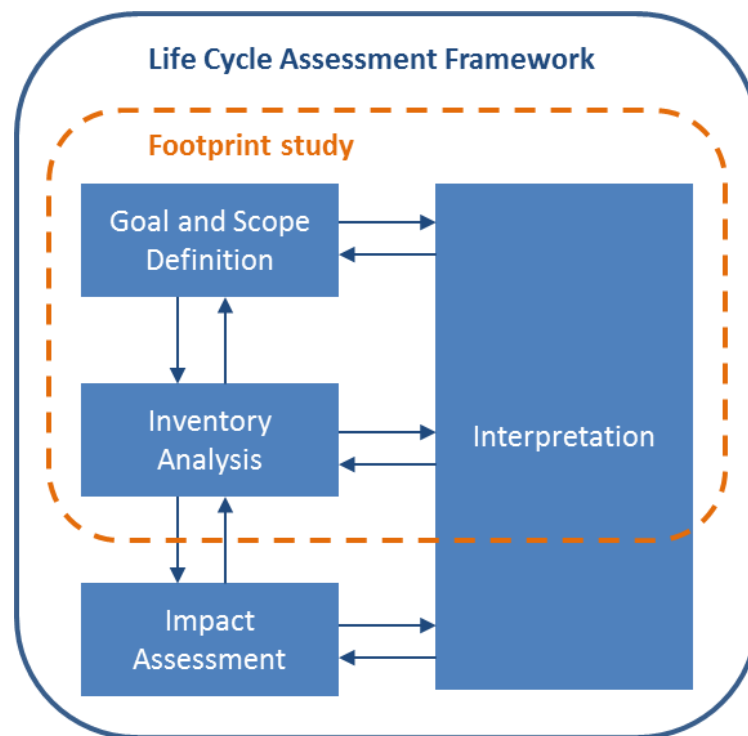 Life Cycle Assessment Framework
Footprint study
Goal and Scope
Definition
Inventory
Analysis
Interpretation
Impact
Assessment